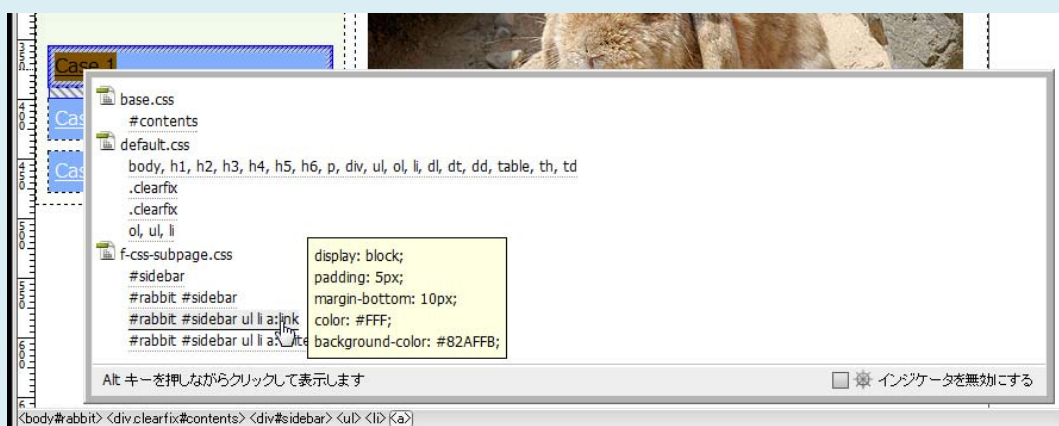 Case 1
base.css
#contents
default.css
body, h1, h2, h3, h4, h5, h6, p, div, ul, ol, li, dl, dt, dd, table, th, td
.clearfix
.clearfix
ol, ul, li
f-css-subpage.css
#sidebar
#rabbit #sidebar
#rabbit #sidebar ul li a:link
#rabbit #sidebar ul li
display: block;
padding: 5px;
margin-bottom: 10px;
color: #FFF;
background-color: #82AFFB;
Alt キーを押しながらクリックして表示します
インジケータを無効にする
<body#rabbit> <div.clearfix#contents> <div#sidebar> <ul> <li> <a>